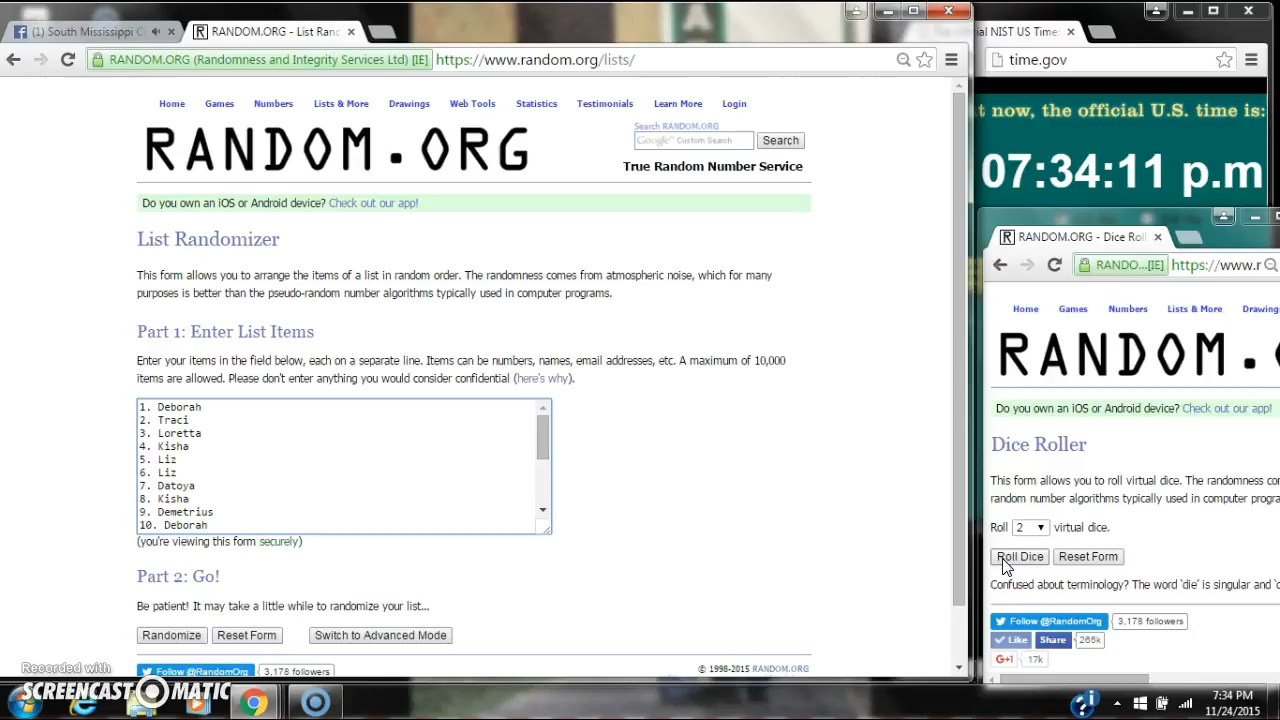 (1) South Mississippi
RANDOM.ORG - List Ran
RANDOM.ORG (Randomness and Integrity Services Ltd) [IE] https://www.random.org/lists/
Home Games Numbers Lists & More Drawings Web Tools Statistics Testimonials Learn More Login
RANDOM.ORG
Search RANDOM.ORG
Google™ Custom Search Search
True Random Number Service
Do you own an iOS or Android device? Check out our app!
List Randomizer
This form allows you to arrange the items of a list in random order. The randomness comes from atmospheric noise, which for many
purposes is better than the pseudo-random number algorithms typically used in computer programs.
Part 1: Enter List Items
Enter your items in the field below, each on a separate line. Items can be numbers, names, email addresses, etc. A maximum of 10,000
items are allowed. Please don't enter anything you would consider confidential (here's why).
1. Deborah
2. Traci
3. Loretta
4. Kisha
5. Liz
6. Liz
7. Datoya
8. Kisha
9. Demetrius
10. Deborah
(you're viewing this form securely)
Part 2: Go!
Be patient! It may take a little while to randomize your list...
Randomize Reset Form Switch to Advanced Mode
Follow @RandomOrg 3,178 followers
© 1998-2015 RANDOM.ORG
NIST US Time:
time.gov
t now, the official U.S. time is:
07:34:11 p.m
RANDOM.ORG - Dice Roll
RANDO...[IE] https://www.r
Home Games Numbers Lists & More Drawing
RANDOM.
Do you own an iOS or Android device? Check out our app!
Dice Roller
This form allows you to roll virtual dice. The randomness com
random number algorithms typically used in computer progra
Roll 2 virtual dice.
Roll Dice Reset Form
Confused about terminology? The word 'die' is singular and 'd
Follow @RandomOrg 3,178 followers
Like Share 265k
G+1 17k
Recorded with
SCREENCAST MATIC
7:34 PM
11/24/2015